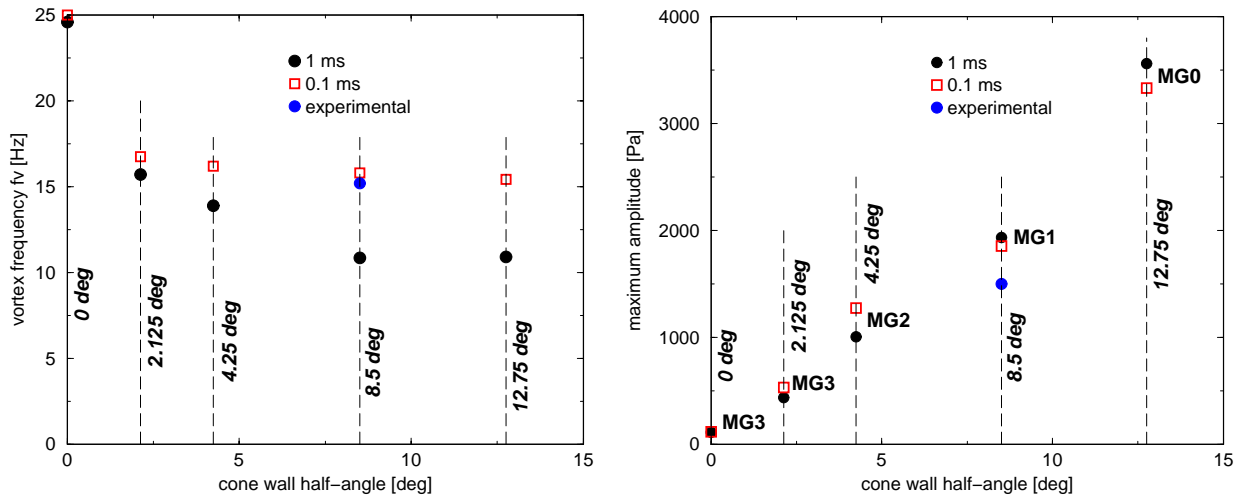 25
20
15
10
5
0
vortex frequency fv [Hz]
1 ms
0.1 ms
experimental
0 deg
2.125 deg
4.25 deg
8.5 deg
12.75 deg
0
5
10
15
cone wall half−angle [deg]
4000
3000
2000
1000
0
maximum amplitude [Pa]
1 ms
0.1 ms
experimental
MG0
MG1
MG2
MG3
MG3
0 deg
2.125 deg
4.25 deg
8.5 deg
12.75 deg
0
5
10
15
cone wall half−angle [deg]